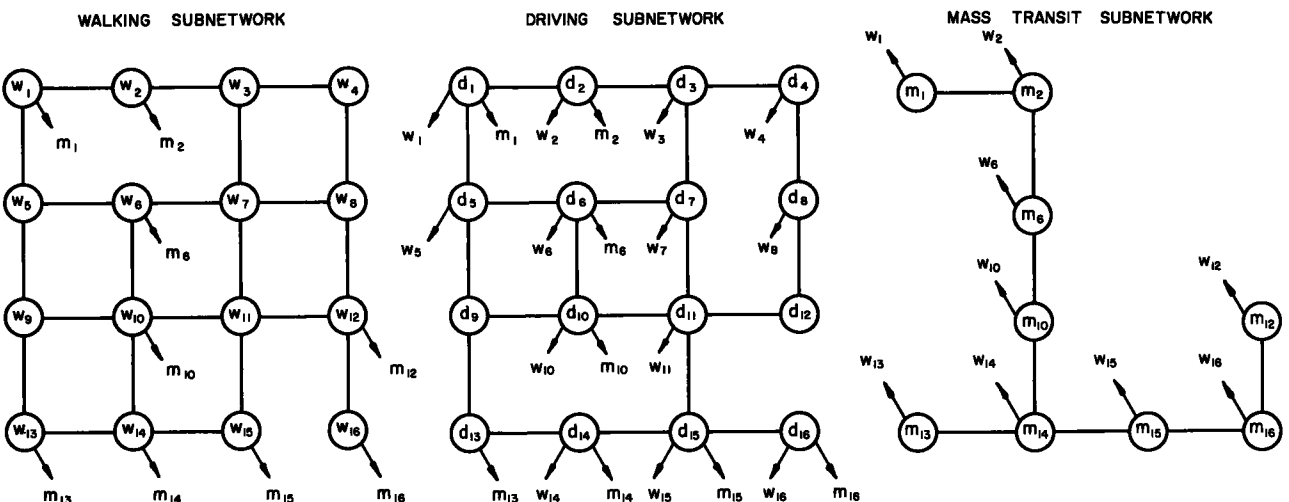 WALKING SUBNETWORK
DRIVING SUBNETWORK
MASS TRANSIT SUBNETWORK
w₁ w₂ w₃ w₄
m₁ m₂
w₅ w₆ w₇ w₈
m₆
w₉ w₁₀ w₁₁ w₁₂
m₁₀ m₁₂
w₁₃ w₁₄ w₁₅ w₁₆
m₁₃ m₁₄ m₁₅ m₁₆
d₁ d₂ d₃ d₄
w₁ m₁ w₂ m₂ w₃ w₄
d₅ d₆ d₇ d₈
w₅ w₆ m₆ w₇ w₈
d₉ d₁₀ d₁₁ d₁₂
w₁₀ m₁₀ w₁₁
d₁₃ d₁₄ d₁₅ d₁₆
m₁₃ w₁₄ m₁₄ w₁₅ m₁₅ w₁₆ m₁₆
w₁ w₂
m₁ m₂
w₆
m₆
w₁₀ w₁₂
m₁₀ m₁₂
w₁₃ w₁₄ w₁₅ w₁₆
m₁₃ m₁₄ m₁₅ m₁₆